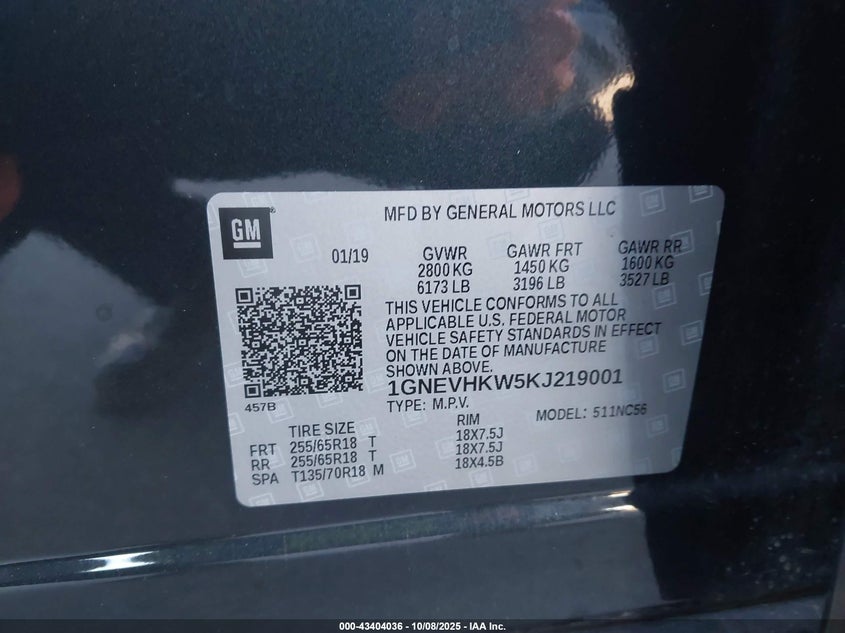 GM
MFD BY GENERAL MOTORS LLC
01/19 GVWR GAWR FRT GAWR RR
2800 KG 1450 KG 1600 KG
6173 LB 3196 LB 3527 LB
THIS VEHICLE CONFORMS TO ALL
APPLICABLE U.S. FEDERAL MOTOR
VEHICLE SAFETY STANDARDS IN EFFECT
ON THE DATE OF MANUFACTURE
SHOWN ABOVE.
1GNEVHKW5KJ219001
457B
TYPE: M.P.V. MODEL: 511NC56
TIRE SIZE RIM
FRT 255/65R18 T 18X7.5J
RR 255/65R18 T 18X7.5J
SPA T135/70R18 M 18X4.5B
000-43404036 - 10/08/2025 - IAA Inc.